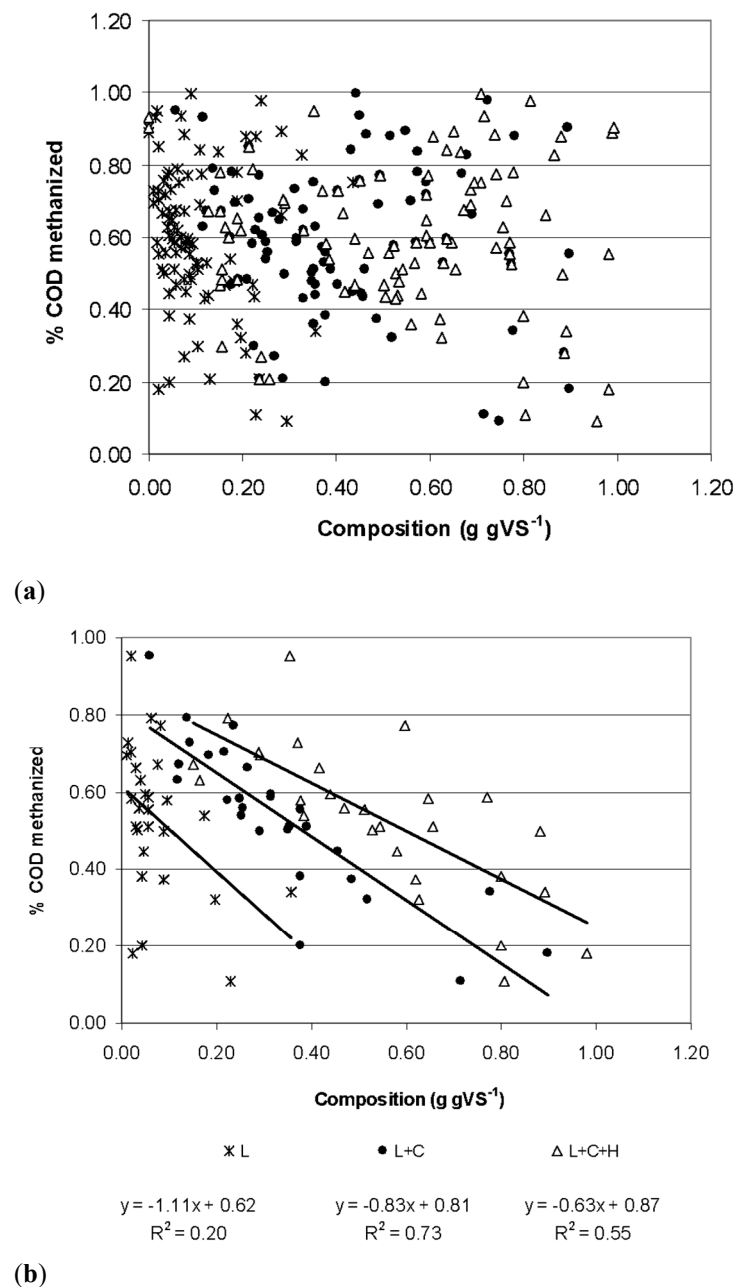 1.20
1.00
0.80
0.60
0.40
0.20
0.00
% COD methanized
0.00 0.20 0.40 0.60 0.80 1.00 1.20
Composition (g gVS⁻¹)
(a)
1.00
0.80
0.60
0.40
0.20
0.00
% COD methanized
0.00 0.20 0.40 0.60 0.80 1.00 1.20
Composition (g gVS⁻¹)
L L+C L+C+H
y = -1.11x + 0.62 y = -0.83x + 0.81 y = -0.63x + 0.87
R² = 0.20 R² = 0.73 R² = 0.55
(b)